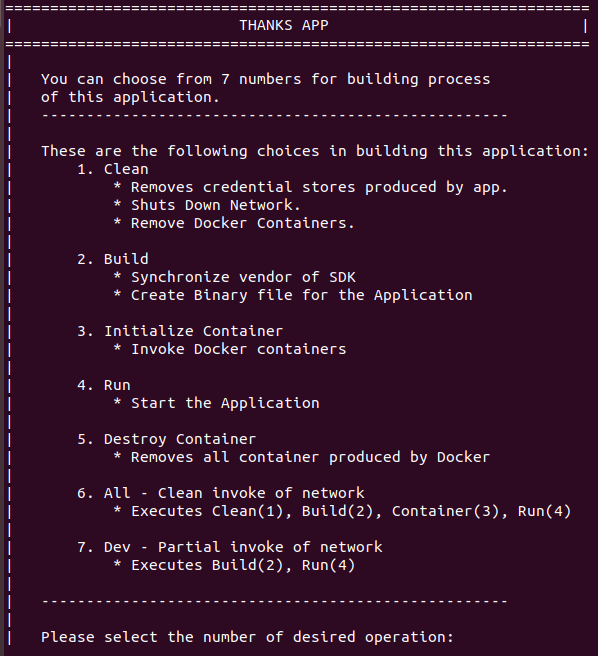 =================================================================
|                         THANKS APP                            |
=================================================================
|
|   You can choose from 7 numbers for building process
|   of this application.
|   ----------------------------------------------------
|
|   These are the following choices in building this application:
|       1. Clean
|           * Removes credential stores produced by app.
|           * Shuts Down Network.
|           * Remove Docker Containers.
|
|       2. Build
|           * Synchronize vendor of SDK
|           * Create Binary file for the Application
|
|       3. Initialize Container
|           * Invoke Docker containers
|
|       4. Run
|           * Start the Application
|
|       5. Destroy Container
|           * Removes all container produced by Docker
|
|       6. All - Clean invoke of network
|           * Executes Clean(1), Build(2), Container(3), Run(4)
|
|       7. Dev - Partial invoke of network
|           * Executes Build(2), Run(4)
|
|   ----------------------------------------------------
|
|   Please select the number of desired operation: